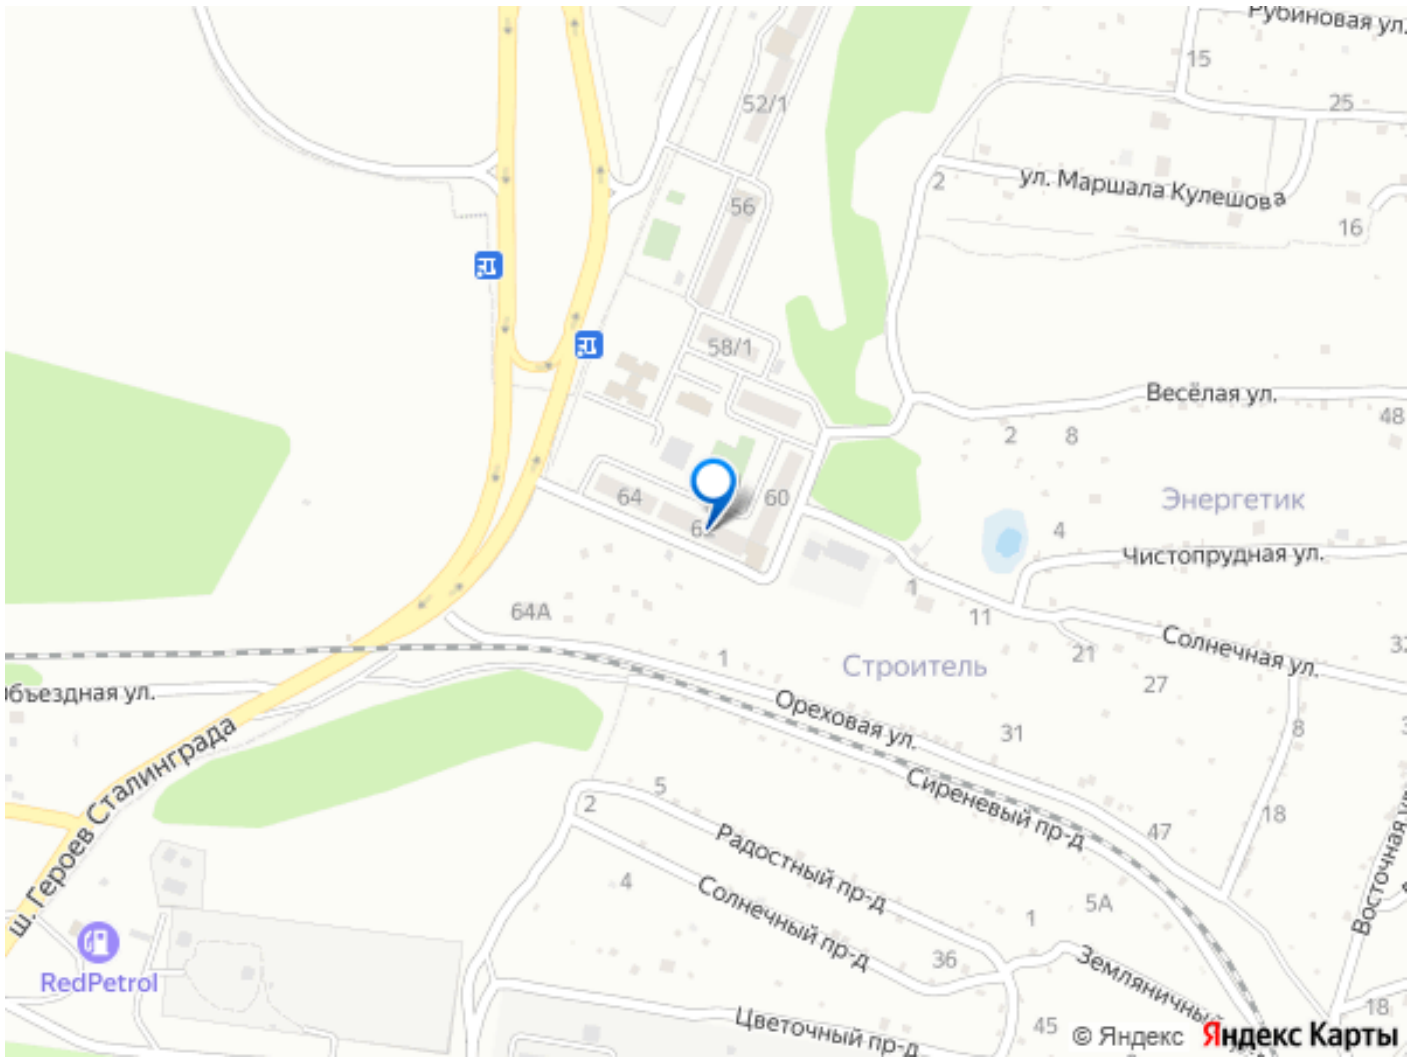 Рубиновая ул.
15
52/1
25
ул. Маршала Кулешова
2
56
16
58/1
Весёлая ул.
48
2
8
64
60
Энергетик
4
Чистопрудная ул.
1
64А
11
Солнечная ул.
21
27
1
Строитель
Объездная ул.
Ореховая ул.
31
8
ш. Героев Сталинграда
Сиреневый пр-д
5
2
18
47
Радостный пр-д
4
Солнечный пр-д
5А
1
Восточная ул.
36
Земляничный
RedPetrol
18
Цветочный пр-д
45
© Яндекс Яндекс Карты